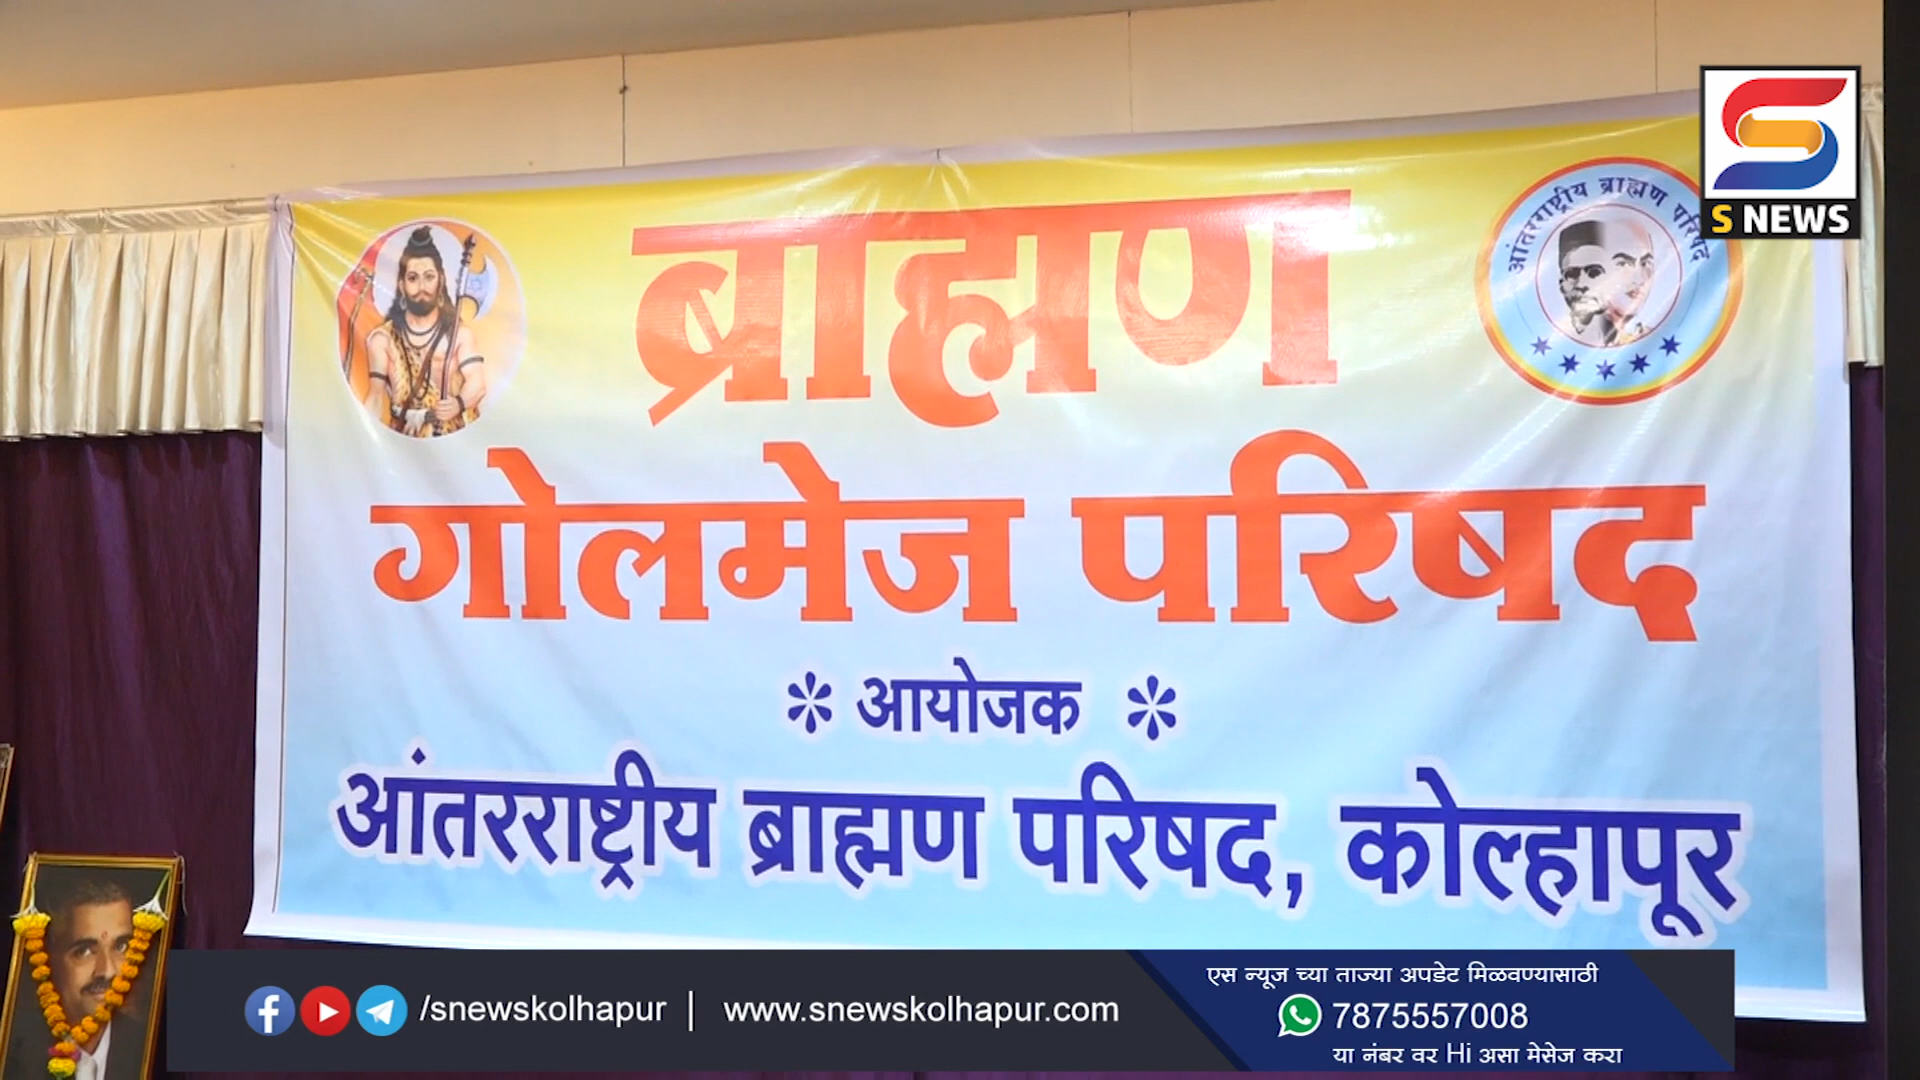 ब्राह्मण
गोलमेज परिषद
* आयोजक *
आंतरराष्ट्रीय ब्राह्मण परिषद, कोल्हापूर
आंतरराष्ट्रीय ब्राह्मण परिषद
S NEWS
/snewskolhapur | www.snewskolhapur.com
एस न्यूज च्या ताज्या अपडेट मिळवण्यासाठी
7875557008
या नंबर वर Hi असा मेसेज करा